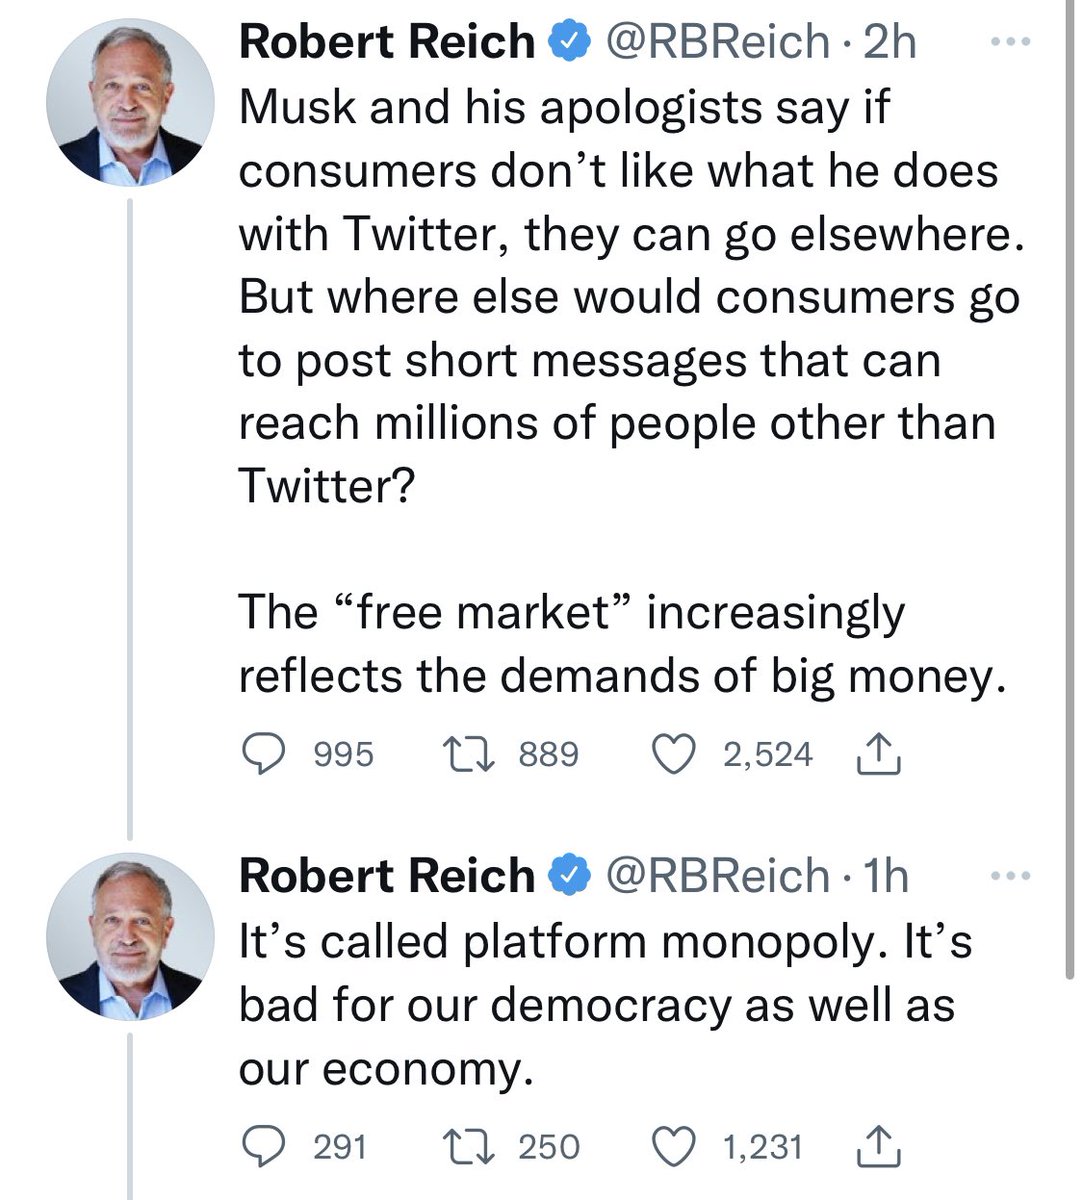 Robert Reich @RBReich · 2h
Musk and his apologists say if
consumers don’t like what he does
with Twitter, they can go elsewhere.
But where else would consumers go
to post short messages that can
reach millions of people other than
Twitter?
The “free market” increasingly
reflects the demands of big money.
995 889 2,524
Robert Reich @RBReich · 1h
It’s called platform monopoly. It’s
bad for our democracy as well as
our economy.
291 250 1,231